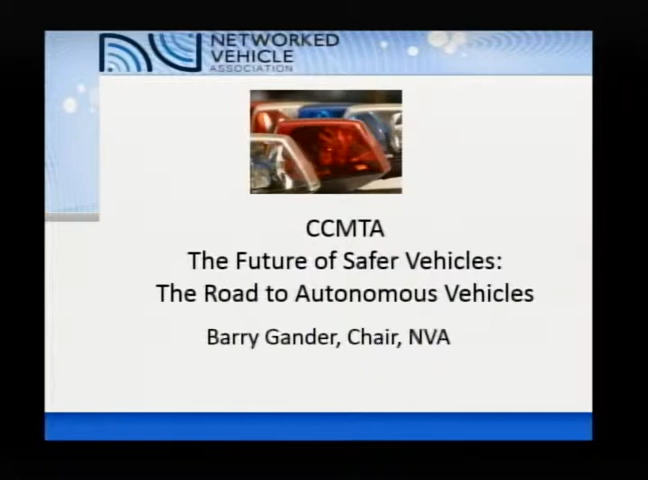 NETWORKED
VEHICLE
ASSOCIATION
CCMTA
The Future of Safer Vehicles:
The Road to Autonomous Vehicles
Barry Gander, Chair, NVA